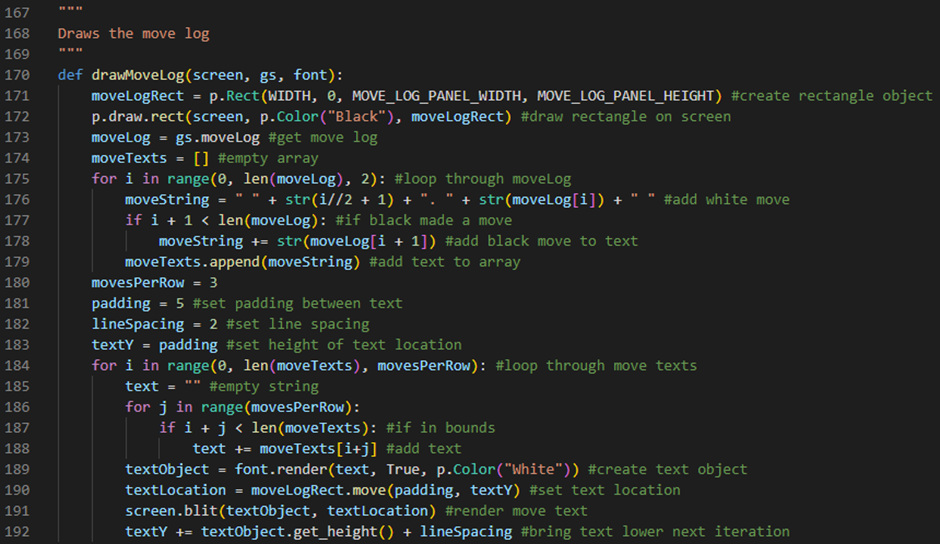 167 """
168 Draws the move log
169 """
170 def drawMoveLog(screen, gs, font):
171     moveLogRect = p.Rect(WIDTH, 0, MOVE_LOG_PANEL_WIDTH, MOVE_LOG_PANEL_HEIGHT) #create rectangle object
172     p.draw.rect(screen, p.Color("Black"), moveLogRect) #draw rectangle on screen
173     moveLog = gs.moveLog #get move log
174     moveTexts = [] #empty array
175     for i in range(0, len(moveLog), 2): #loop through moveLog
176         moveString = " " + str(i//2 + 1) + ". " + str(moveLog[i]) + " " #add white move
177         if i + 1 < len(moveLog): #if black made a move
178             moveString += str(moveLog[i + 1]) #add black move to text
179         moveTexts.append(moveString) #add text to array
180     movesPerRow = 3
181     padding = 5 #set padding between text
182     lineSpacing = 2 #set line spacing
183     textY = padding #set height of text location
184     for i in range(0, len(moveTexts), movesPerRow): #loop through move texts
185         text = "" #empty string
186         for j in range(movesPerRow):
187             if i + j < len(moveTexts): #if in bounds
188                 text += moveTexts[i+j] #add text
189         textObject = font.render(text, True, p.Color("White")) #create text object
190         textLocation = moveLogRect.move(padding, textY) #set text location
191         screen.blit(textObject, textLocation) #render move text
192         textY += textObject.get_height() + lineSpacing #bring text lower next iteration